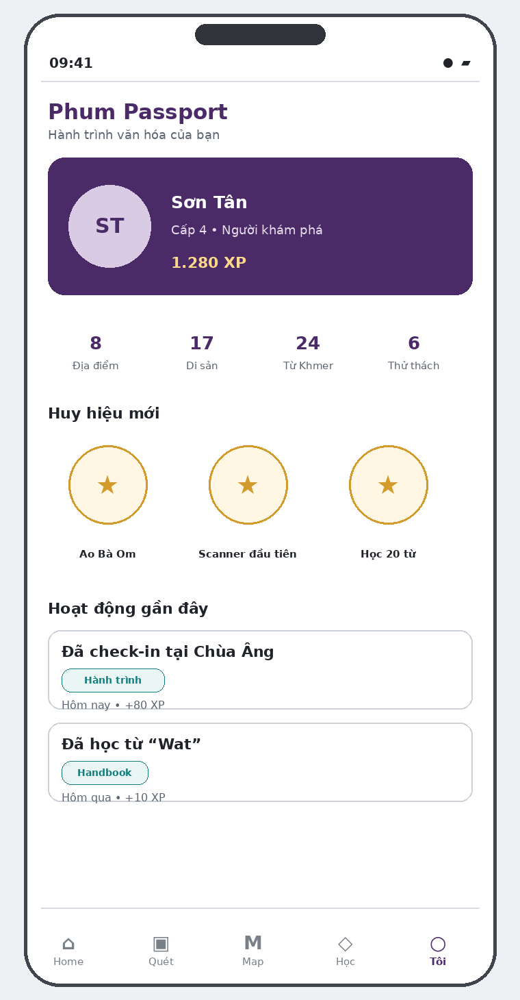 09:41
Phum Passport
Hành trình văn hóa của bạn
ST
Sơn Tân
Cấp 4 • Người khám phá
1.280 XP
8 17 24 6
Địa điểm Di sản Từ Khmer Thử thách
Huy hiệu mới
Ao Bà Om Scanner đầu tiên Học 20 từ
Hoạt động gần đây
Đã check-in tại Chùa Âng
Hành trình
Hôm nay • +80 XP
Đã học từ “Wat”
Handbook
Hôm qua • +10 XP
M
Home Quét Map Học Tôi